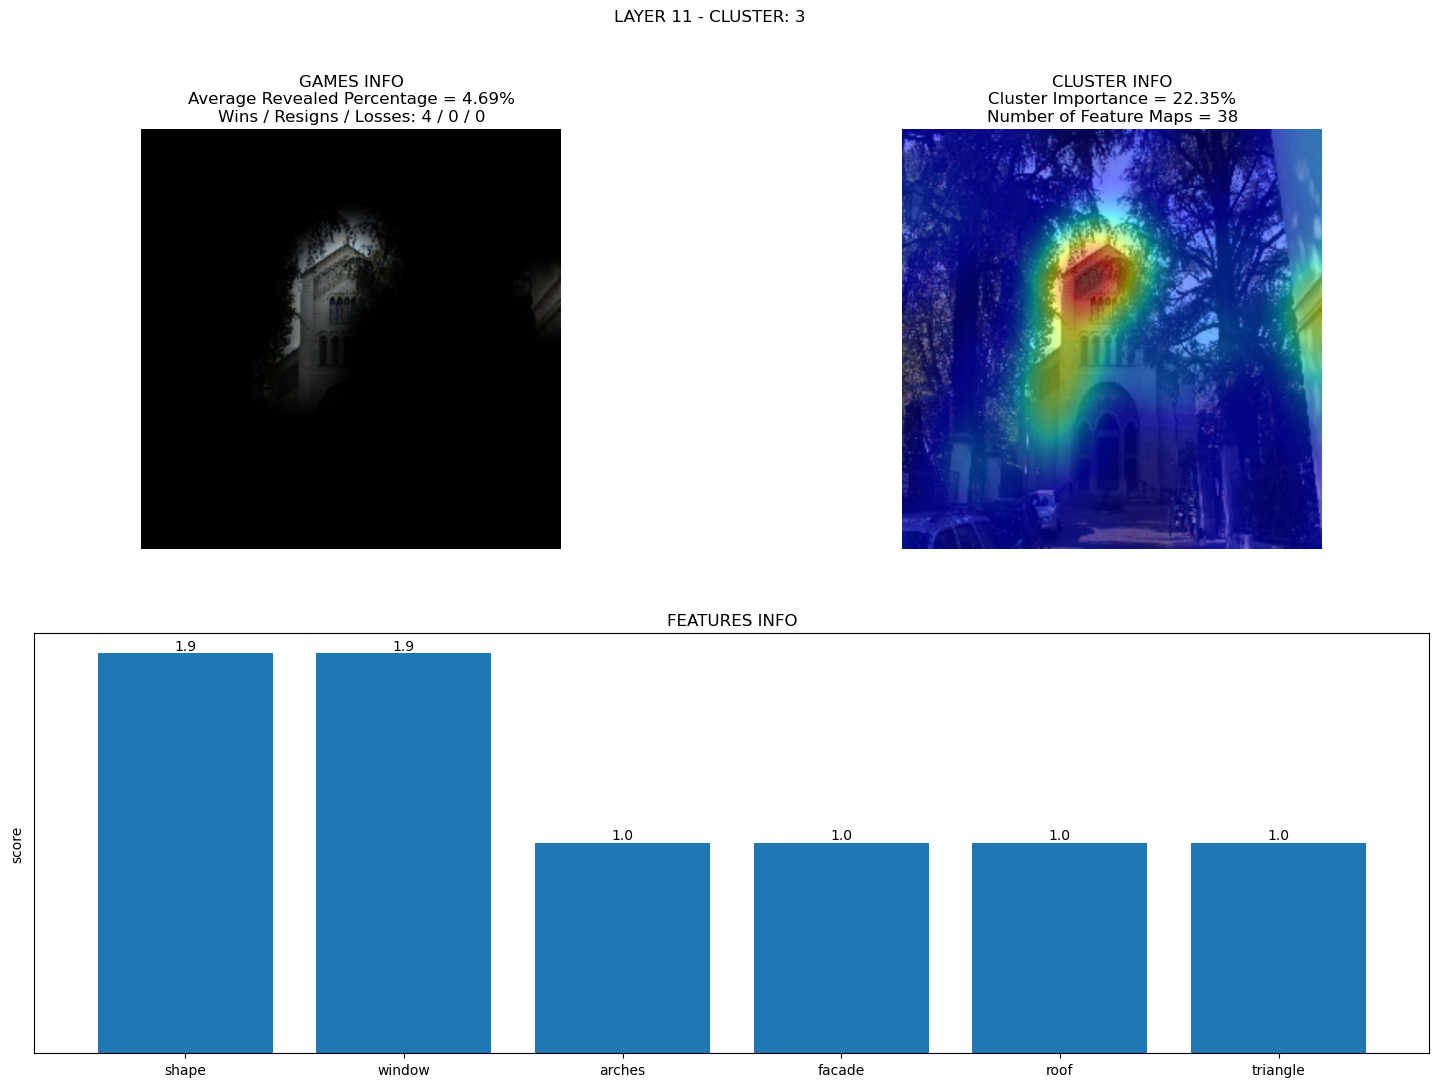 LAYER 11 - CLUSTER: 3
GAMES INFO
Average Revealed Percentage = 4.69%
Wins / Resigns / Losses: 4 / 0 / 0
CLUSTER INFO
Cluster Importance = 22.35%
Number of Feature Maps = 38
FEATURES INFO
score
1.9
1.9
1.0
1.0
1.0
1.0
shape
window
arches
facade
roof
triangle